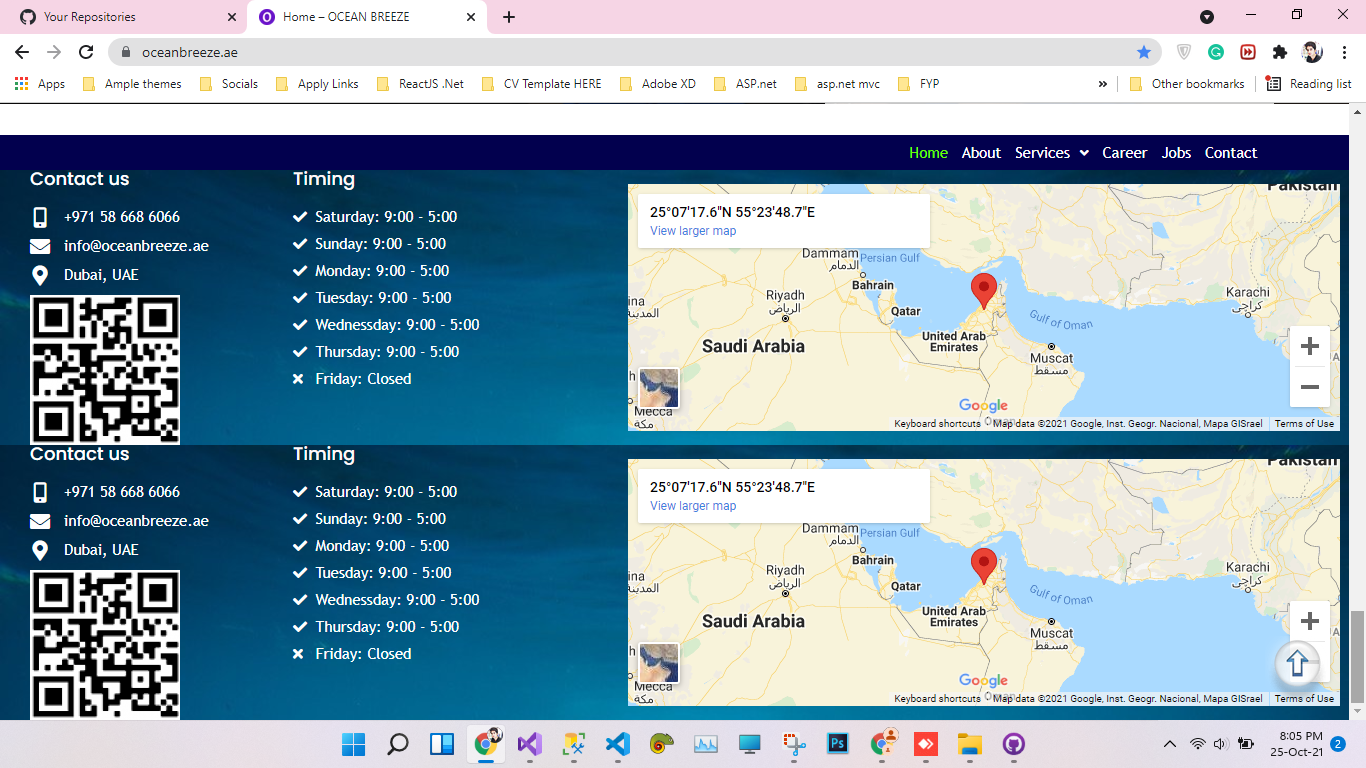 Your Repositories
Home – OCEAN BREEZE
oceanbreeze.ae
Apps
Ample themes
Socials
Apply Links
ReactJS .Net
CV Template HERE
Adobe XD
ASP.net
asp.net mvc
FYP
»
Other bookmarks
Reading list
Home
About
Services
Career
Jobs
Contact
Contact us
+971 58 668 6066
info@oceanbreeze.ae
Dubai, UAE
Timing
Saturday: 9:00 - 5:00
Sunday: 9:00 - 5:00
Monday: 9:00 - 5:00
Tuesday: 9:00 - 5:00
Wednessday: 9:00 - 5:00
Thursday: 9:00 - 5:00
Friday: Closed
25°07'17.6"N 55°23'48.7"E
View larger map
Pakistan
Dammam
الدمام
Persian Gulf
Bahrain
Riyadh
الرياض
Qatar
Karachi
كراچی
Gulf of Oman
United Arab
Emirates
Saudi Arabia
Muscat
مسقط
Mecca
مكة
Google
Oman
Keyboard shortcuts
Map data ©2021 Google, Inst. Geogr. Nacional, Mapa GISrael
Terms of Use
Contact us
+971 58 668 6066
info@oceanbreeze.ae
Dubai, UAE
Timing
Saturday: 9:00 - 5:00
Sunday: 9:00 - 5:00
Monday: 9:00 - 5:00
Tuesday: 9:00 - 5:00
Wednessday: 9:00 - 5:00
Thursday: 9:00 - 5:00
Friday: Closed
25°07'17.6"N 55°23'48.7"E
View larger map
Pakistan
Dammam
الدمام
Persian Gulf
Bahrain
Riyadh
الرياض
Qatar
Karachi
كراچی
Gulf of Oman
United Arab
Emirates
Saudi Arabia
Muscat
مسقط
Mecca
مكة
Google
Oman
Keyboard shortcuts
Map data ©2021 Google, Inst. Geogr. Nacional, Mapa GISrael
Terms of Use
Ps
8:05 PM
25-Oct-21
2